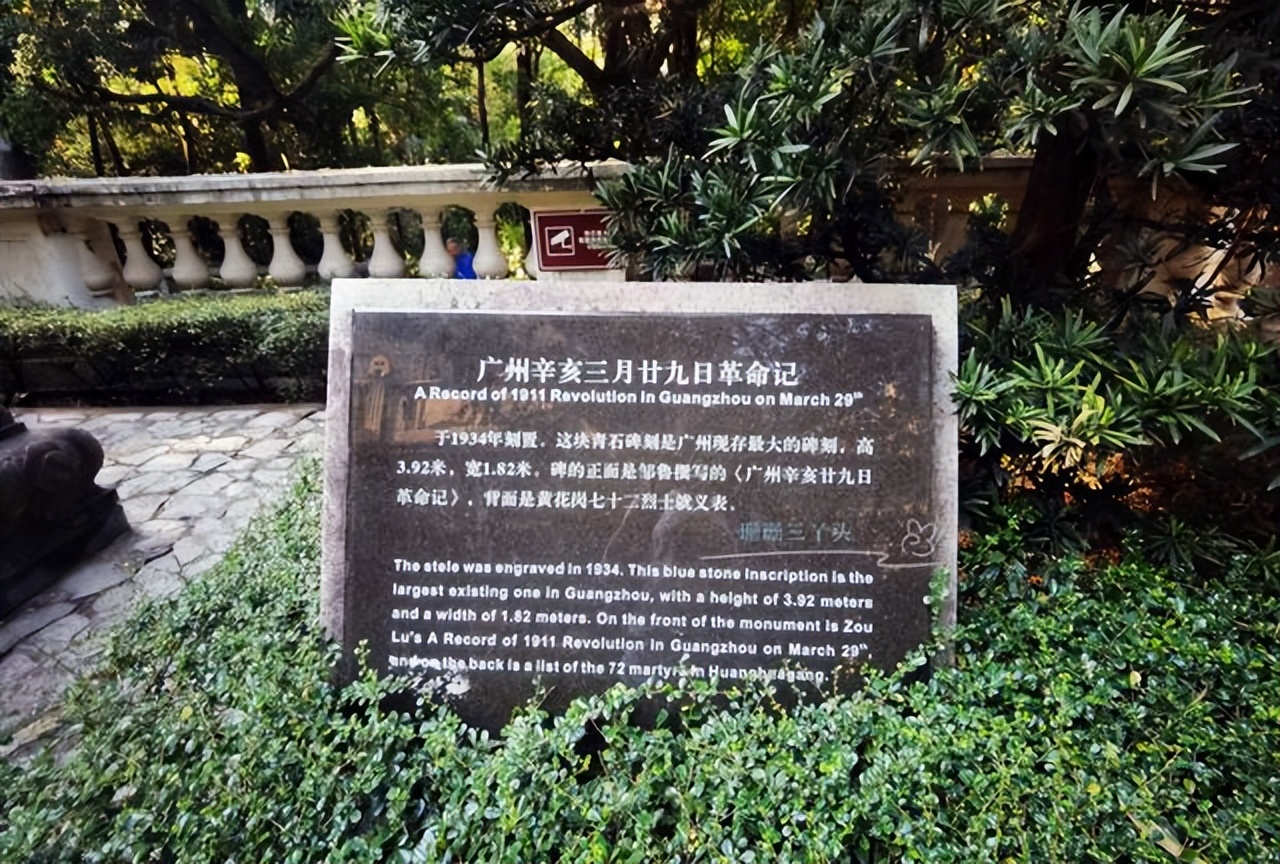 广州辛亥三月廿九日革命记
A Record of 1911 Revolution in Guangzhou on March 29th
于1934年刻置。这块青石碑刻是广州现存最大的碑刻，高
3.92米，宽1.82米。碑的正面是邹鲁撰写的《广州辛亥廿九日
革命记》，背面是黄花岗七十二烈士就义表。
珊珊三丫头
The stele was engraved in 1934. This blue stone inscription is the
largest existing one in Guangzhou, with a height of 3.92 meters
and a width of 1.82 meters. On the front of the monument is Zou
Lu's A Record of 1911 Revolution in Guangzhou on March 29th,
and on the back is a list of the 72 martyrs in Huanghuagang.